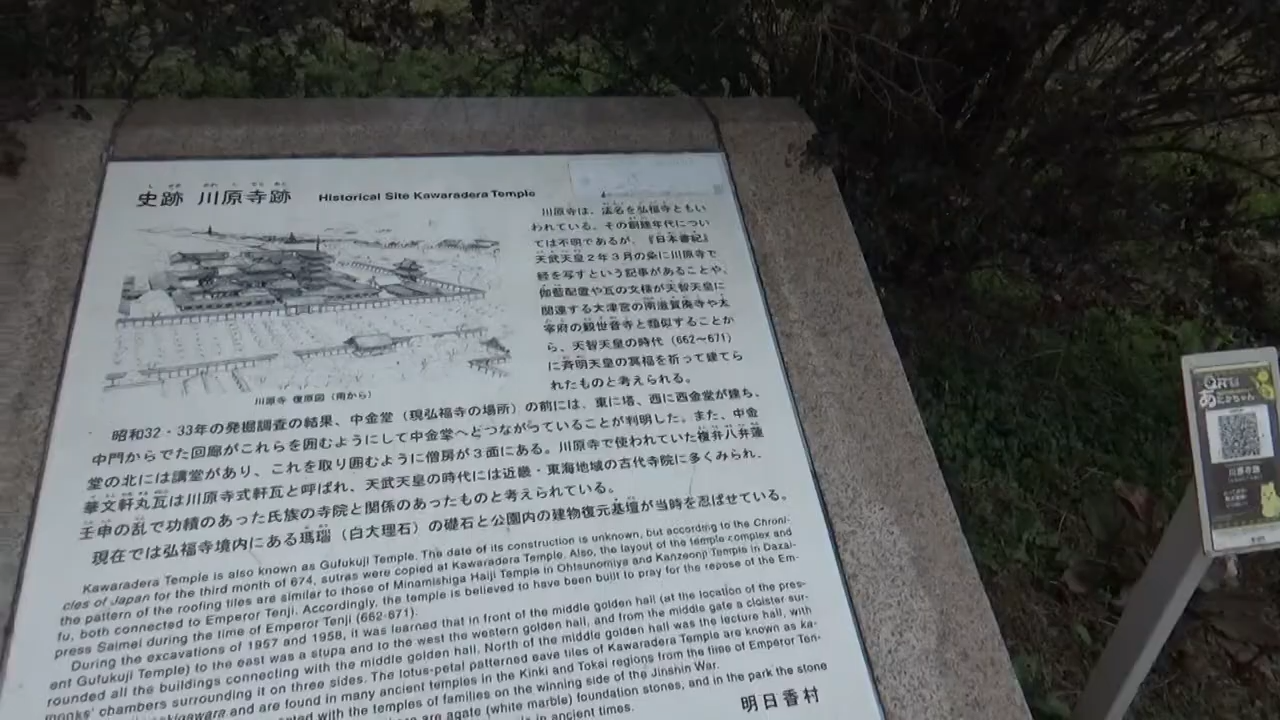 史跡 川原寺跡 Historical Site Kawaradera Temple
川原寺は、法名を弘福寺ともい
われている。その創建年代につい
ては不明であるが、『日本書紀』
天武天皇2年3月の条に川原寺で
経を写すという記事があることや、
伽藍配置や瓦の文様が天智天皇に
関連する大津宮の南滋賀廃寺や太
宰府の観世音寺と類似することか
ら、天智天皇の時代(662〜671)
に斉明天皇の冥福を祈って建てら
れたものと考えられる。
川原寺 復原図(南から)
昭和32・33年の発掘調査の結果、中金堂(現弘福寺の場所)の前には、東に塔、西に西金堂が建ち、
中門からでた回廊がこれらを囲むようにして中金堂へとつながっていることが判明した。また、中金
堂の北には講堂があり、これを取り囲むように僧房が3面にある。川原寺で使われていた複弁八弁蓮
華文軒丸瓦は川原寺式軒瓦と呼ばれ、天武天皇の時代には近畿・東海地域の古代寺院に多くみられ、
壬申の乱で功績のあった氏族の寺院と関係のあったものと考えられている。
現在では弘福寺境内にある瑪瑙(白大理石)の礎石と公園内の建物復元基壇が当時を忍ばせている。
Kawaradera Temple is also known as Gufukuji Temple. The date of its construction is unknown, but according to the Chroni-
cles of Japan for the third month of 674, sutras were copied at Kawaradera Temple. Also, the layout of the temple complex and
the pattern of the roofing tiles are similar to those of Minamishiga Haiji Temple in Ohtsunomiya and Kanzeonji Temple in Dazai-
fu, both connected to Emperor Tenji. Accordingly, the temple is believed to have been built to pray for the repose of the Em-
press Saimei during the time of Emperor Tenji (662-671).
During the excavations of 1957 and 1958, it was learned that in front of the middle golden hall (at the location of the pres-
ent Gufukuji Temple) to the east was a stupa and to the west the western golden hall, and from the middle gate a cloister sur-
rounded all the buildings connecting with the middle golden hall. North of the middle golden hall was the lecture hall, with
monks' chambers surrounding it on three sides. The lotus-petal patterned eave tiles of Kawaradera Temple are known as ka-
and are found in many ancient temples in the Kinki and Tokai regions from the time of Emperor Ten-
with the temples of families on the winning side of the Jinshin War.
are agate (white marble) foundation stones, and in the park the stone
in ancient times.
明日香村
川原寺跡